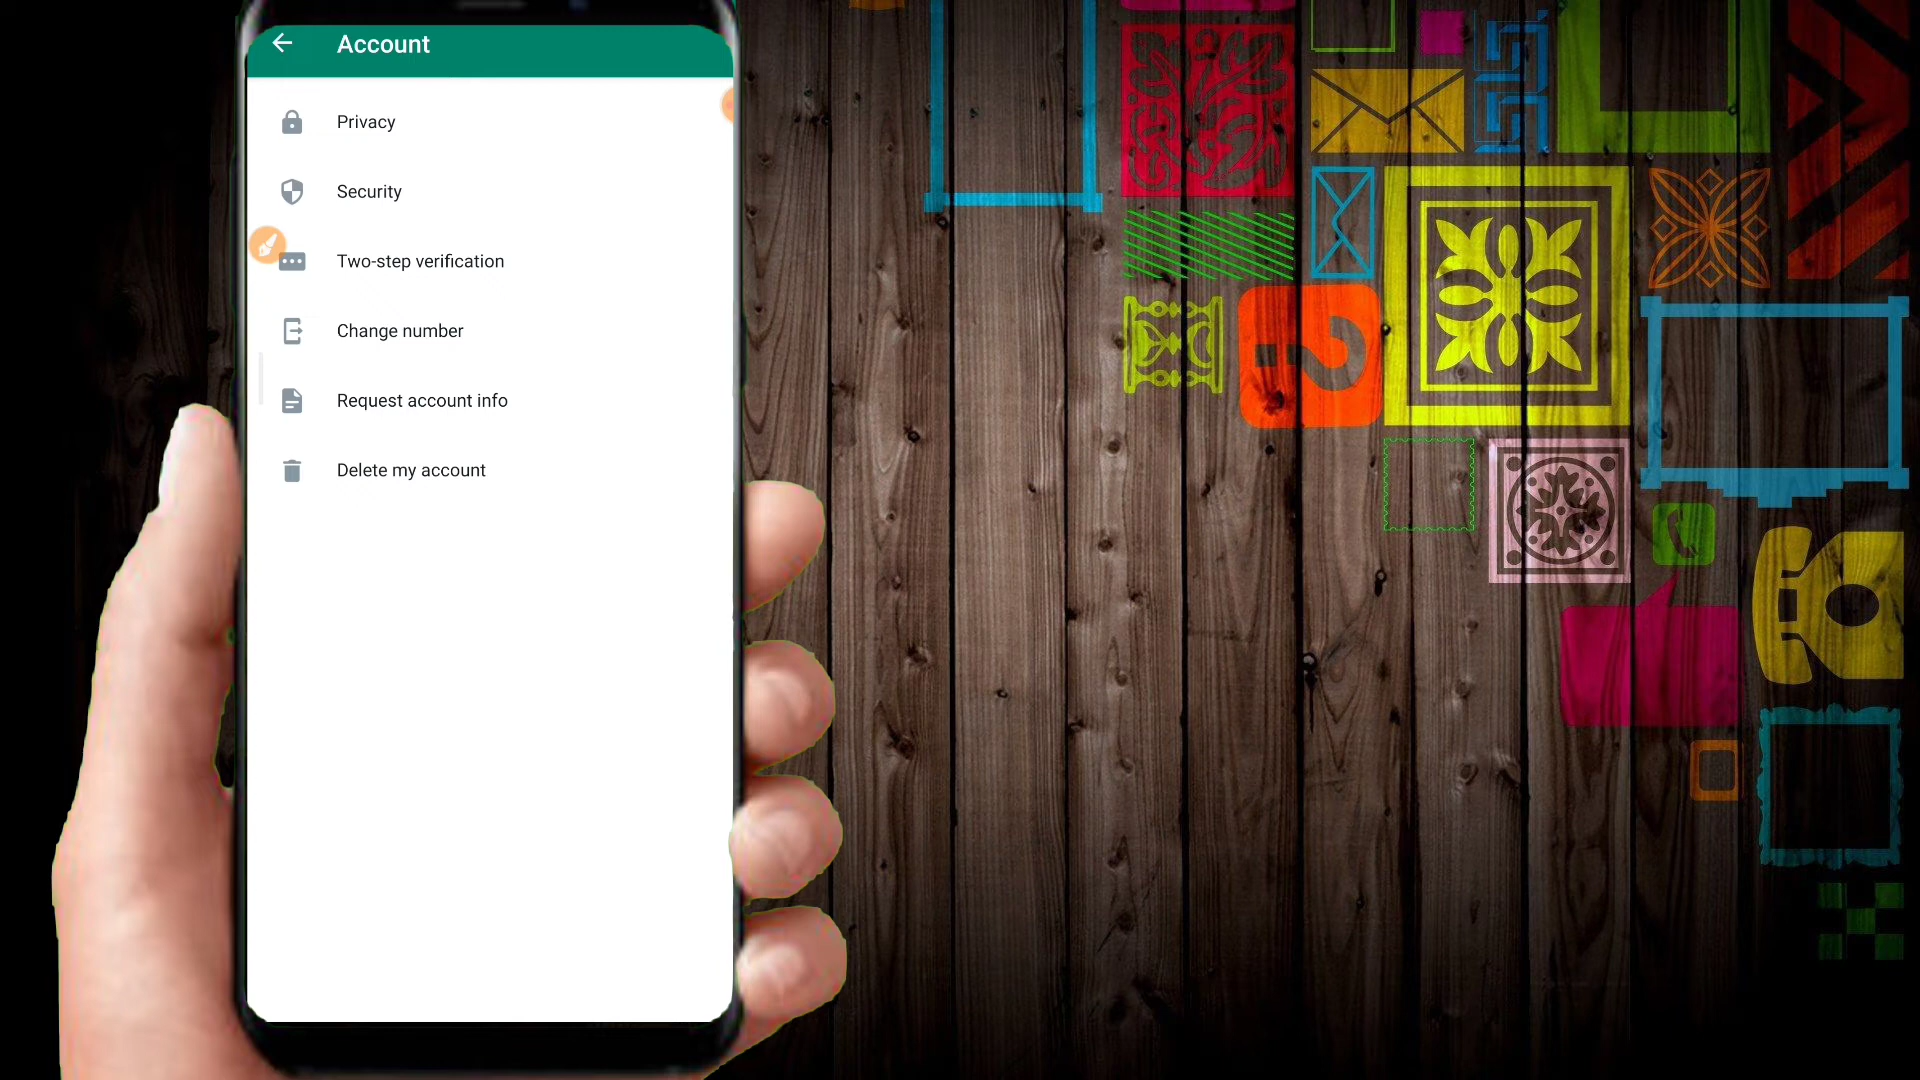 Account
Privacy
Security
Two-step verification
Change number
Request account info
Delete my account